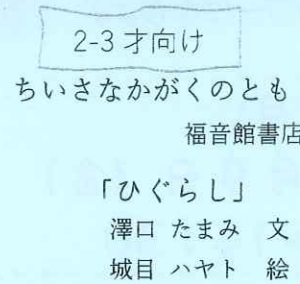 2-3才向け
ちいさなかがくのとも
福音館書店
「ひぐらし」
澤口 たまみ 文
城目 ハヤト 絵